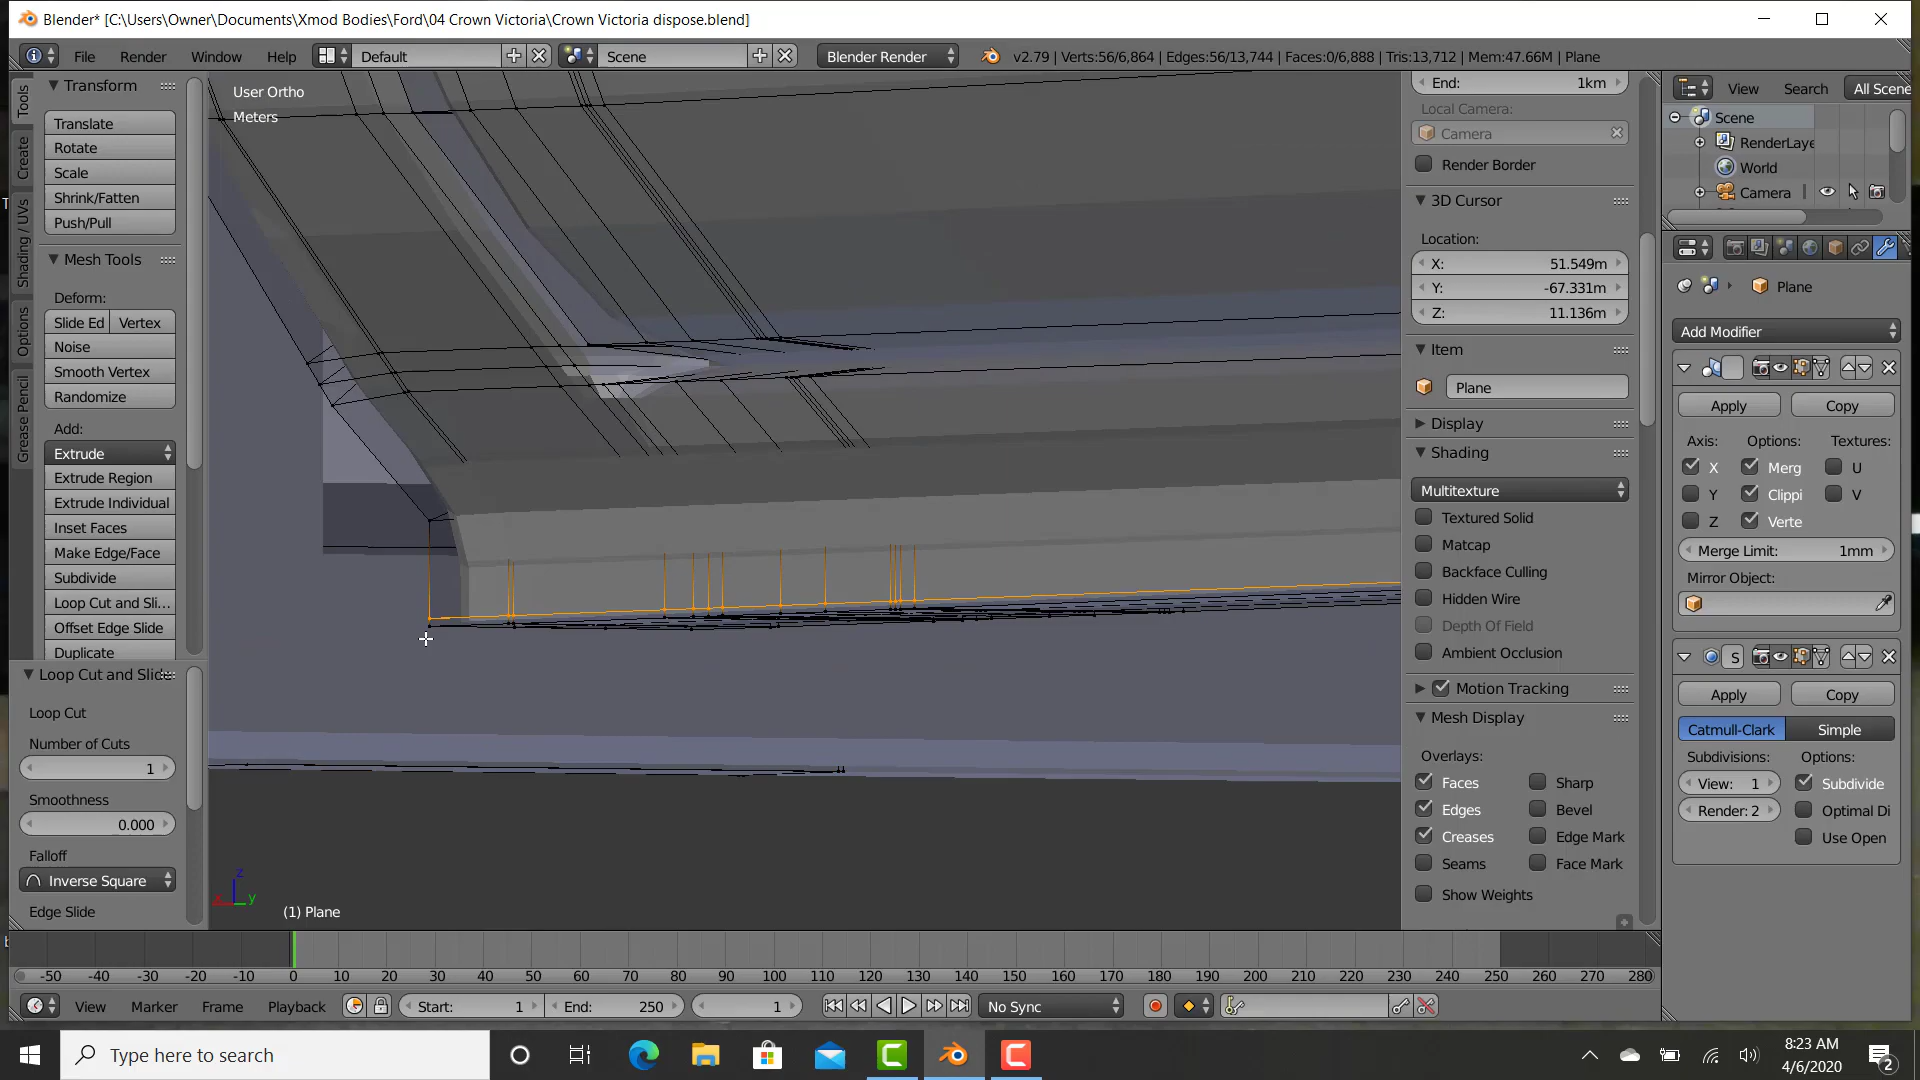 Blender* [C:\Users\Owner\Documents\Xmod Bodies\Ford\04 Crown Victoria\Crown Victoria dispose.blend]
File Render Window Help Default Scene Blender Render v2.79 | Verts:56/6,864 | Edges:56/13,744 | Faces:0/6,888 | Tris:13,712 | Mem:47.66M | Plane
Tools
Create
Shading / UVs
Options
Grease Pencil
Transform
Translate
Rotate
Scale
Shrink/Fatten
Push/Pull
Mesh Tools
Deform:
Slide Ed Vertex
Noise
Smooth Vertex
Randomize
Add:
Extrude
Extrude Region
Extrude Individual
Inset Faces
Make Edge/Face
Subdivide
Loop Cut and Sli...
Offset Edge Slide
Duplicate
Loop Cut and Slide
Loop Cut
Number of Cuts
1
Smoothness
0.000
Falloff
Inverse Square
Edge Slide
User Ortho
Meters
z
x
y
(1) Plane
End: 1km
Local Camera:
Camera
Render Border
3D Cursor
Location:
X: 51.549m
Y: -67.331m
Z: 11.136m
Item
Plane
Display
Shading
Multitexture
Textured Solid
Matcap
Backface Culling
Hidden Wire
Depth Of Field
Ambient Occlusion
Motion Tracking
Mesh Display
Overlays:
Faces Sharp
Edges Bevel
Creases Edge Mark
Seams Face Mark
Show Weights
View Search All Scene
Scene
RenderLaye
World
Camera
Plane
Add Modifier
Apply Copy
Axis: Options: Textures:
X Merg U
Y Clippi V
Z Verte
Merge Limit: 1mm
Mirror Object:
S
Apply Copy
Catmull-Clark Simple
Subdivisions: Options:
View: 1 Subdivide
Render: 2 Optimal Di
Use Open
-50 -40 -30 -20 -10 0 10 20 30 40 50 60 70 80 90 100 110 120 130 140 150 160 170 180 190 200 210 220 230 240 250 260 270 280
View Marker Frame Playback Start: 1 End: 250 1 No Sync
Type here to search
8:23 AM
4/6/2020
2